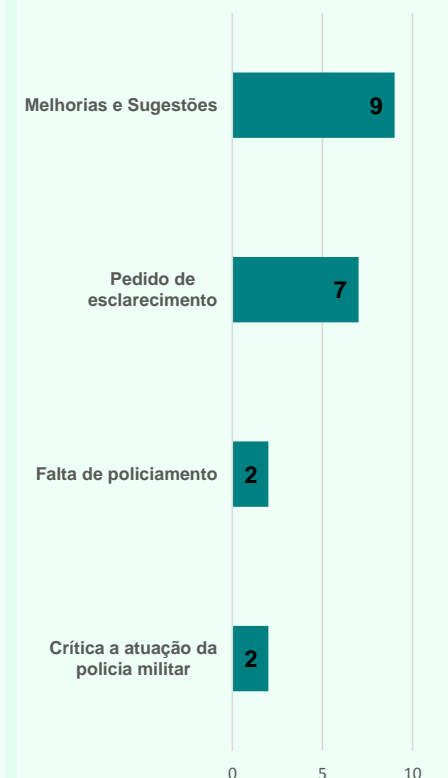 Melhorias e Sugestões
9
Pedido de
esclarecimento
7
Falta de policiamento
2
Crítica a atuação da
policia militar
2
0 5 10